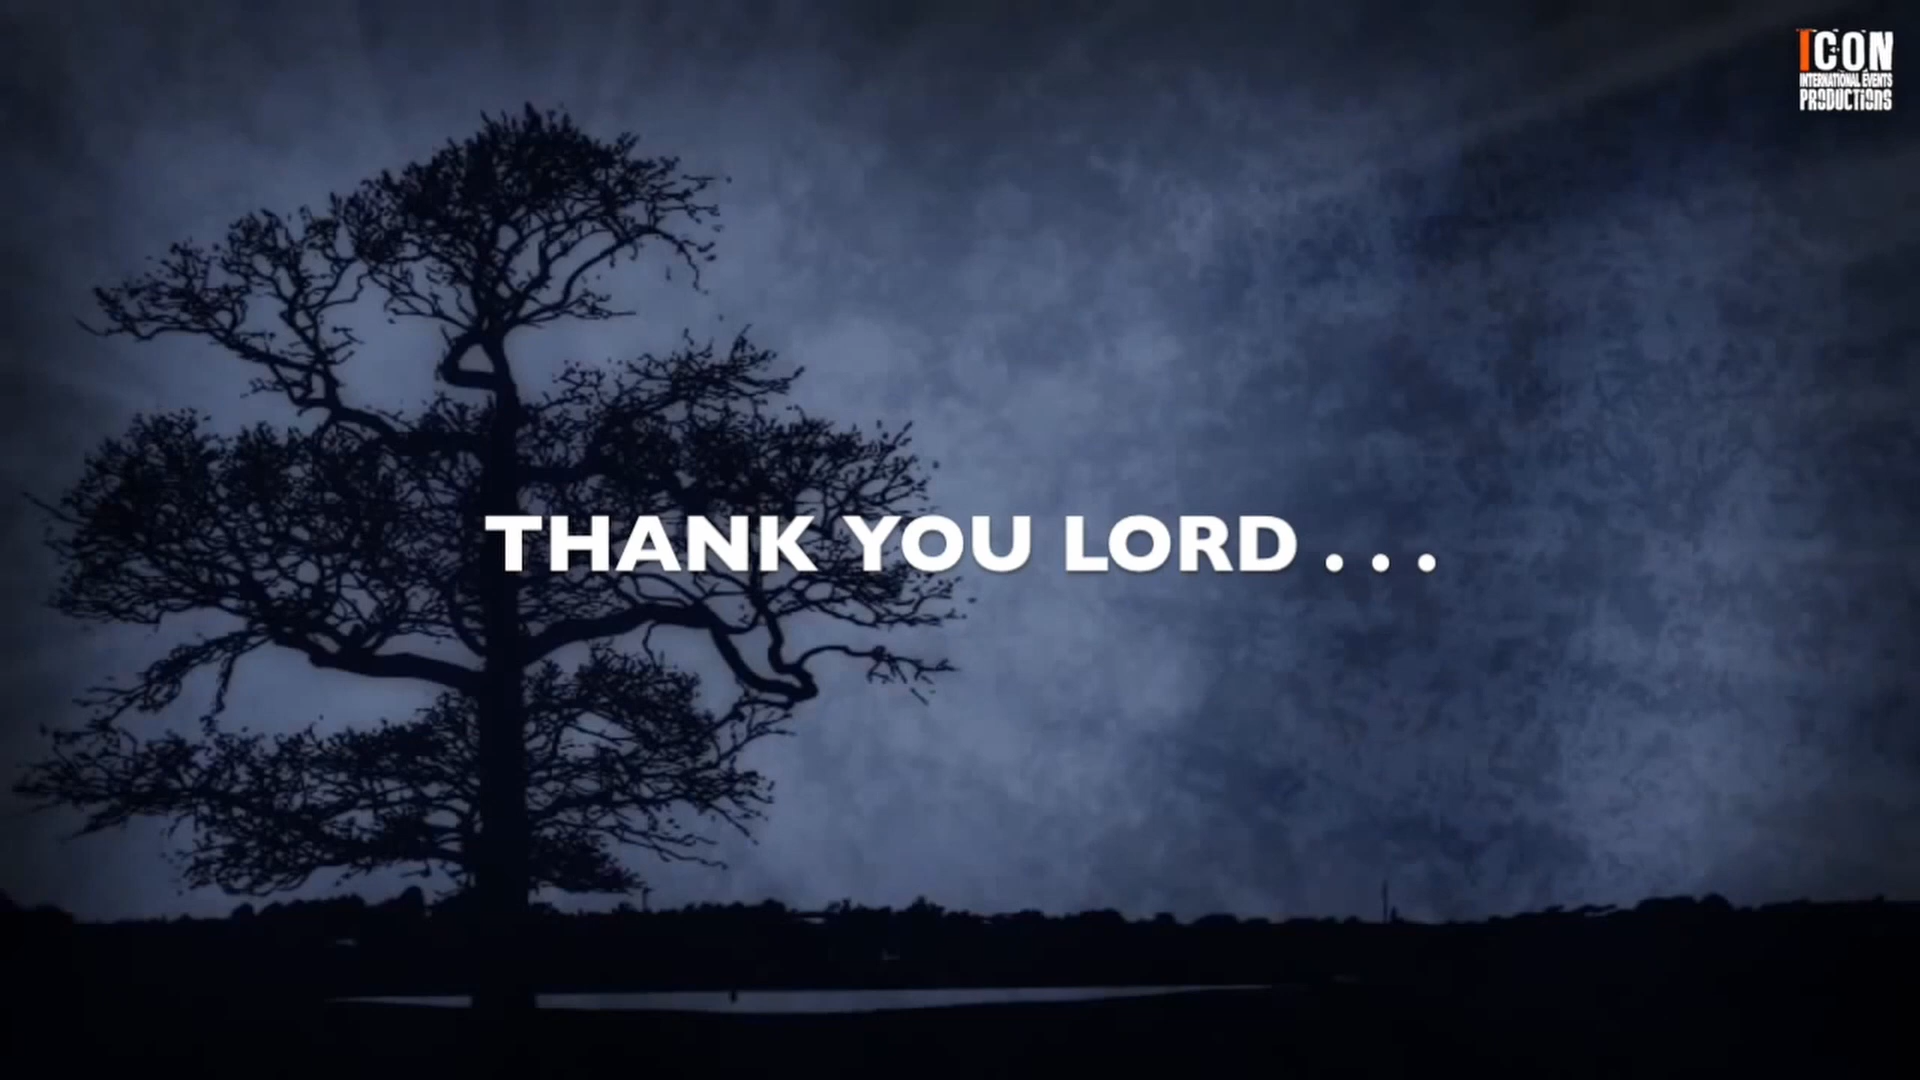 ICON
INTERNATIONAL EVENTS
PRODUCTIONS
THANK YOU LORD . . .